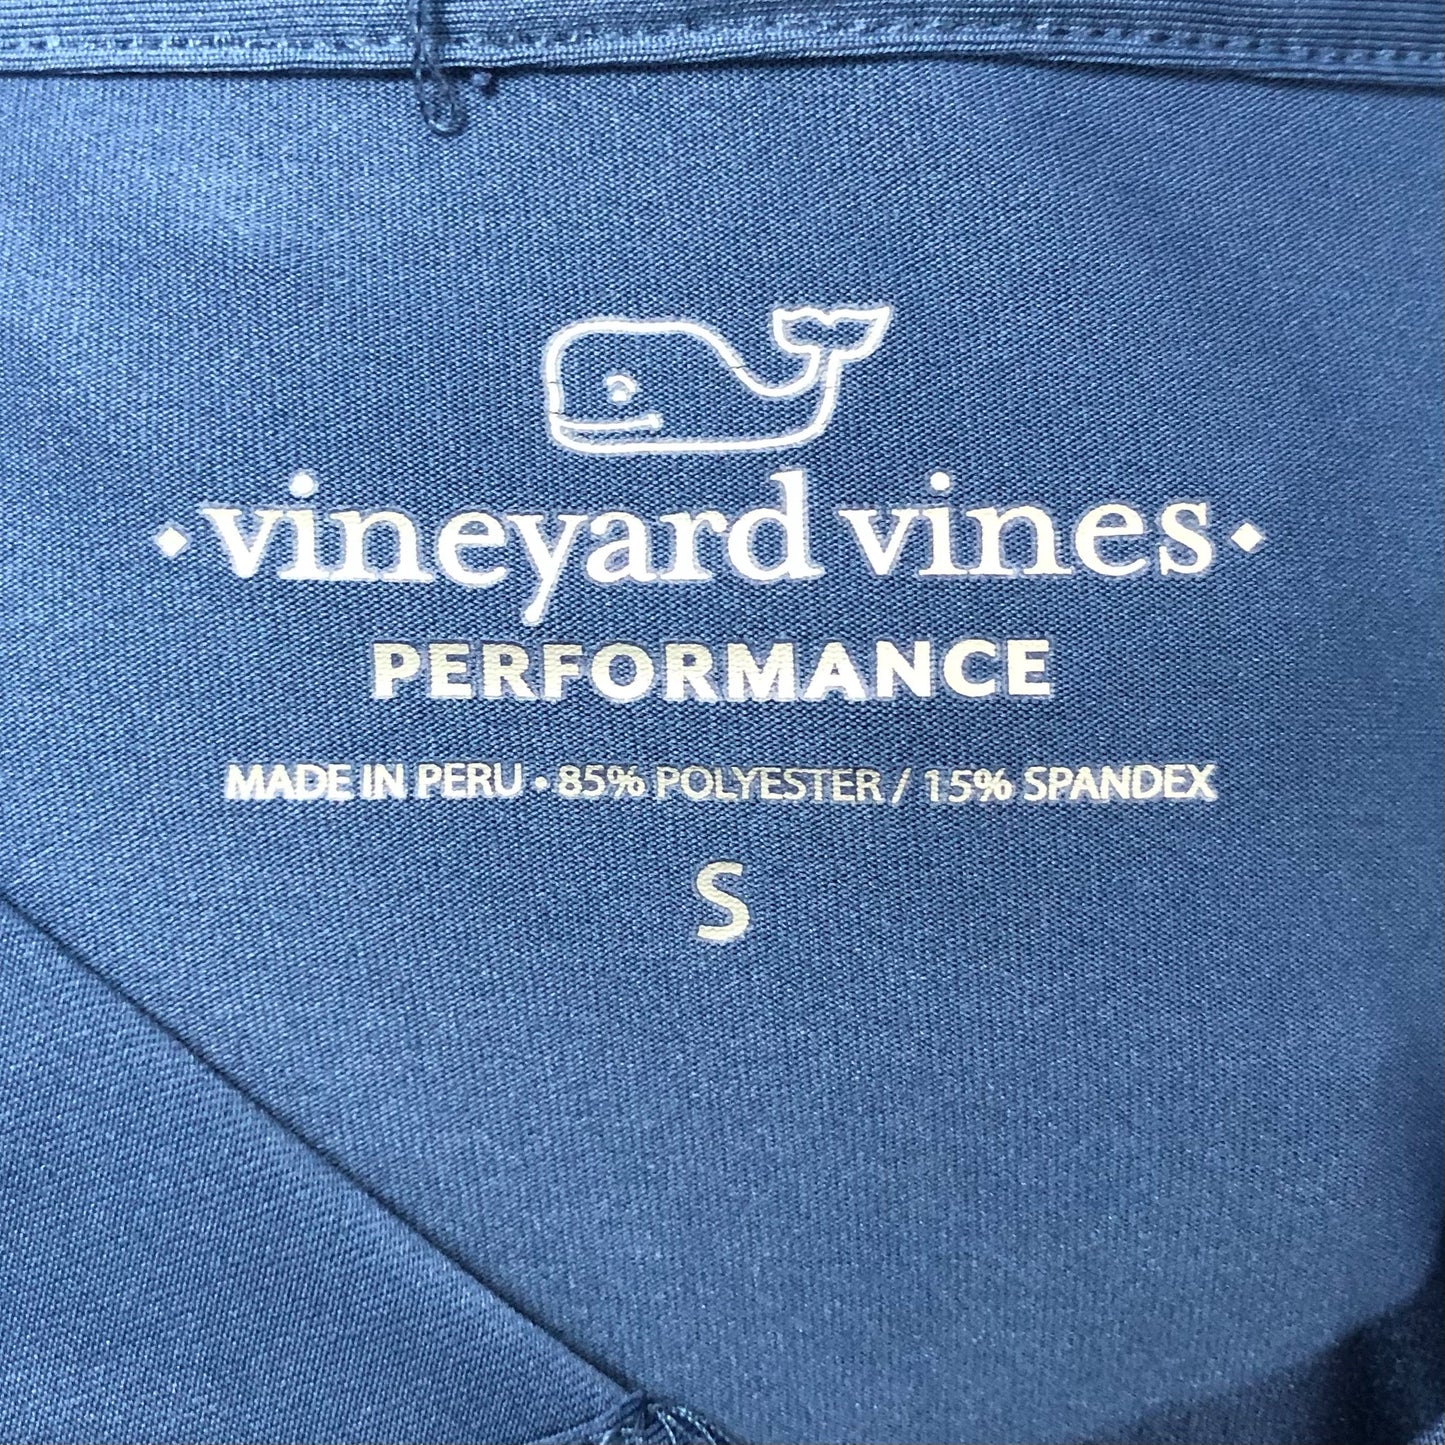 • vineyard vines •
PERFORMANCE
MADE IN PERU • 85% POLYESTER / 15% SPANDEX
S